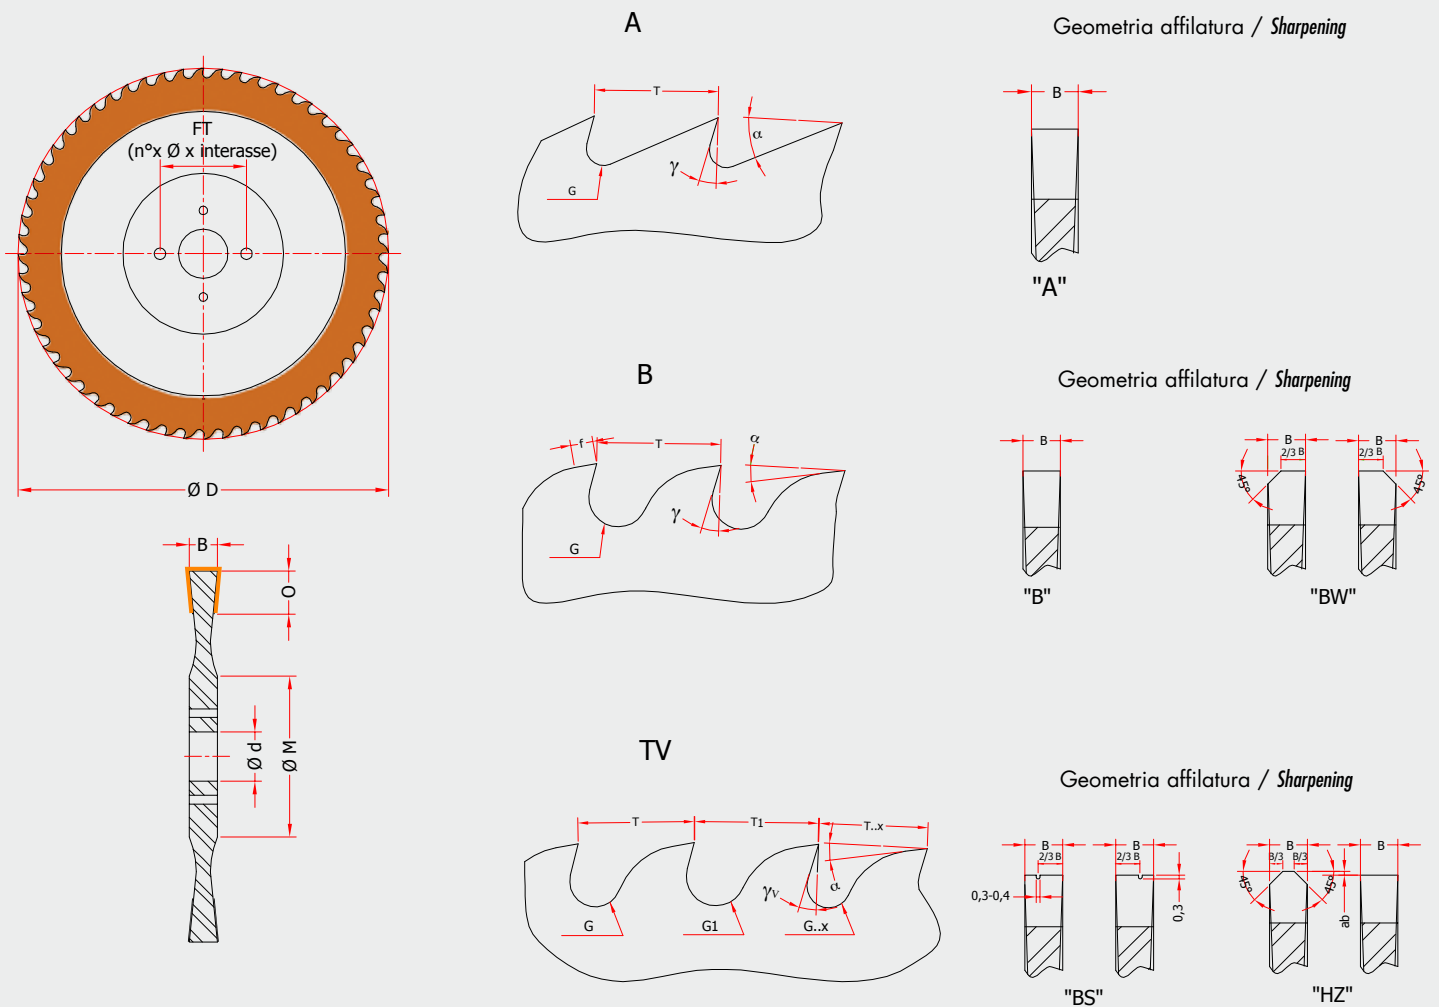 FT
(n°x Ø x interasse)
Ø D
B
O
Ø d
Ø M
A
T
α
γ
G
Geometria affilatura / Sharpening
B
"A"
B
f
T
α
γ
G
Geometria affilatura / Sharpening
B
"B"
B
2/3 B
45°
B
2/3 B
45°
"BW"
TV
T
T1
T..x
α
γv
G
G1
G..x
Geometria affilatura / Sharpening
B
2/3 B
0,3-0,4
B
2/3 B
0,3
"BS"
B
B/3
B/3
45°
45°
ab
B
"HZ"